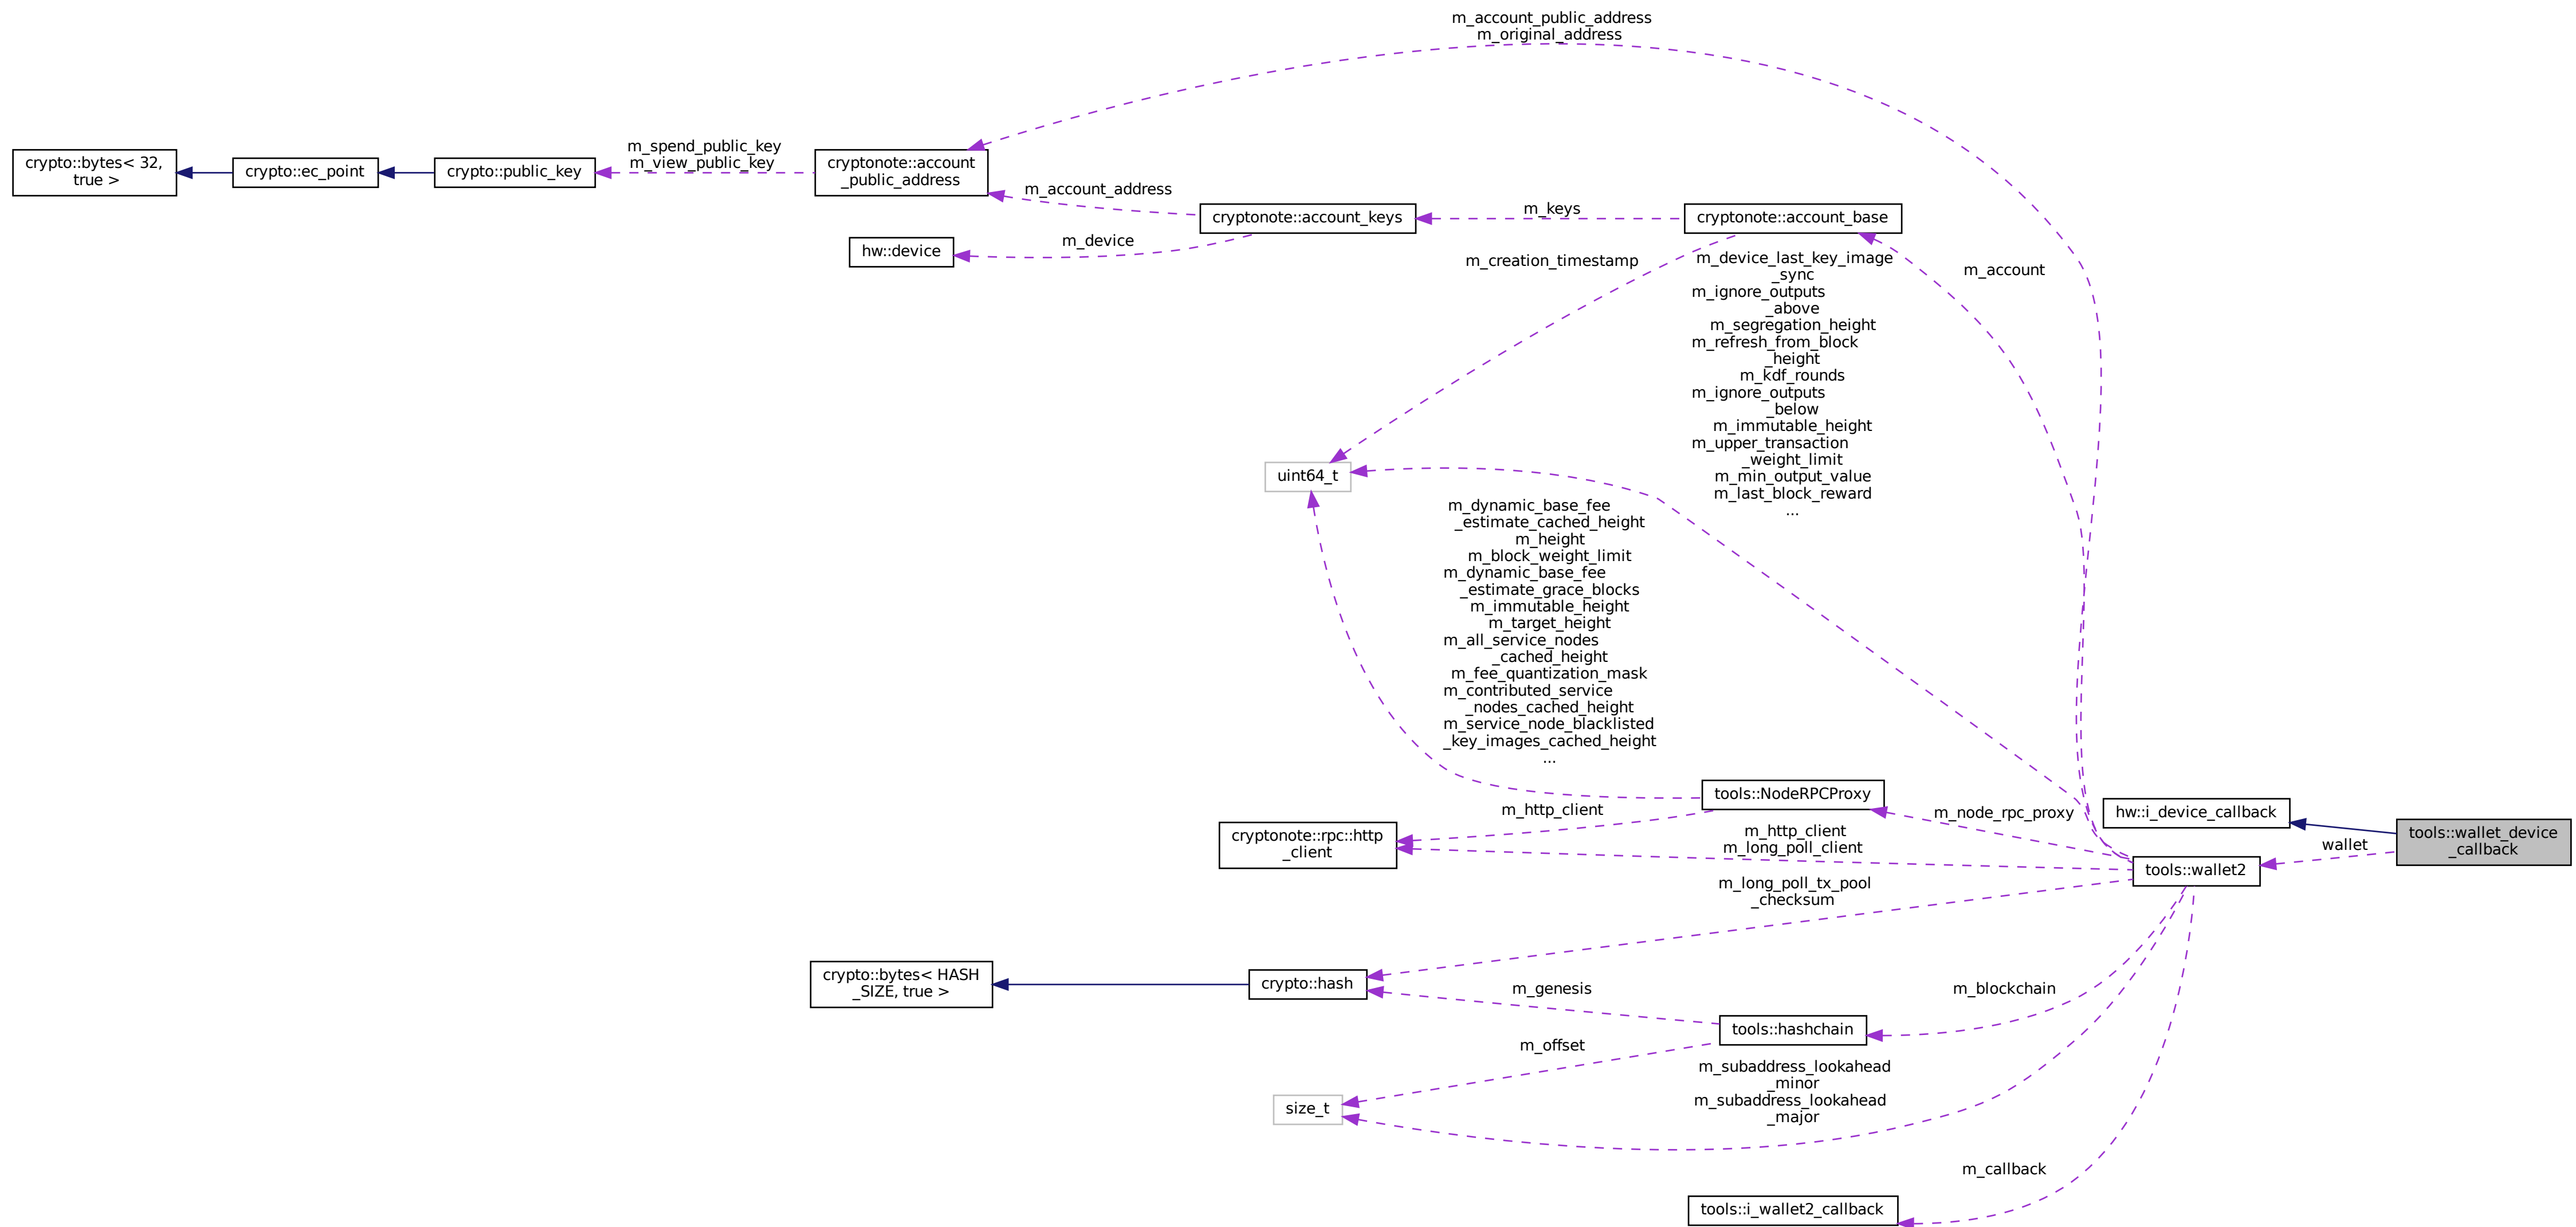 m_account_public_address
m_original_address
crypto::bytes< 32,
true >
crypto::ec_point
crypto::public_key
m_spend_public_key
m_view_public_key
cryptonote::account
_public_address
m_account_address
cryptonote::account_keys
m_keys
cryptonote::account_base
hw::device
m_device
m_creation_timestamp
m_device_last_key_image
_sync
m_ignore_outputs
_above
m_segregation_height
m_refresh_from_block
_height
m_kdf_rounds
m_ignore_outputs
_below
m_immutable_height
m_upper_transaction
_weight_limit
m_min_output_value
m_last_block_reward
...
m_account
uint64_t
m_dynamic_base_fee
_estimate_cached_height
m_height
m_block_weight_limit
m_dynamic_base_fee
_estimate_grace_blocks
m_immutable_height
m_target_height
m_all_service_nodes
_cached_height
m_fee_quantization_mask
m_contributed_service
_nodes_cached_height
m_service_node_blacklisted
_key_images_cached_height
...
tools::NodeRPCProxy
m_node_rpc_proxy
hw::i_device_callback
tools::wallet_device
_callback
wallet
tools::wallet2
m_http_client
cryptonote::rpc::http
_client
m_http_client
m_long_poll_client
m_long_poll_tx_pool
_checksum
crypto::bytes< HASH
_SIZE, true >
crypto::hash
m_genesis
m_blockchain
tools::hashchain
m_offset
size_t
m_subaddress_lookahead
_minor
m_subaddress_lookahead
_major
m_callback
tools::i_wallet2_callback